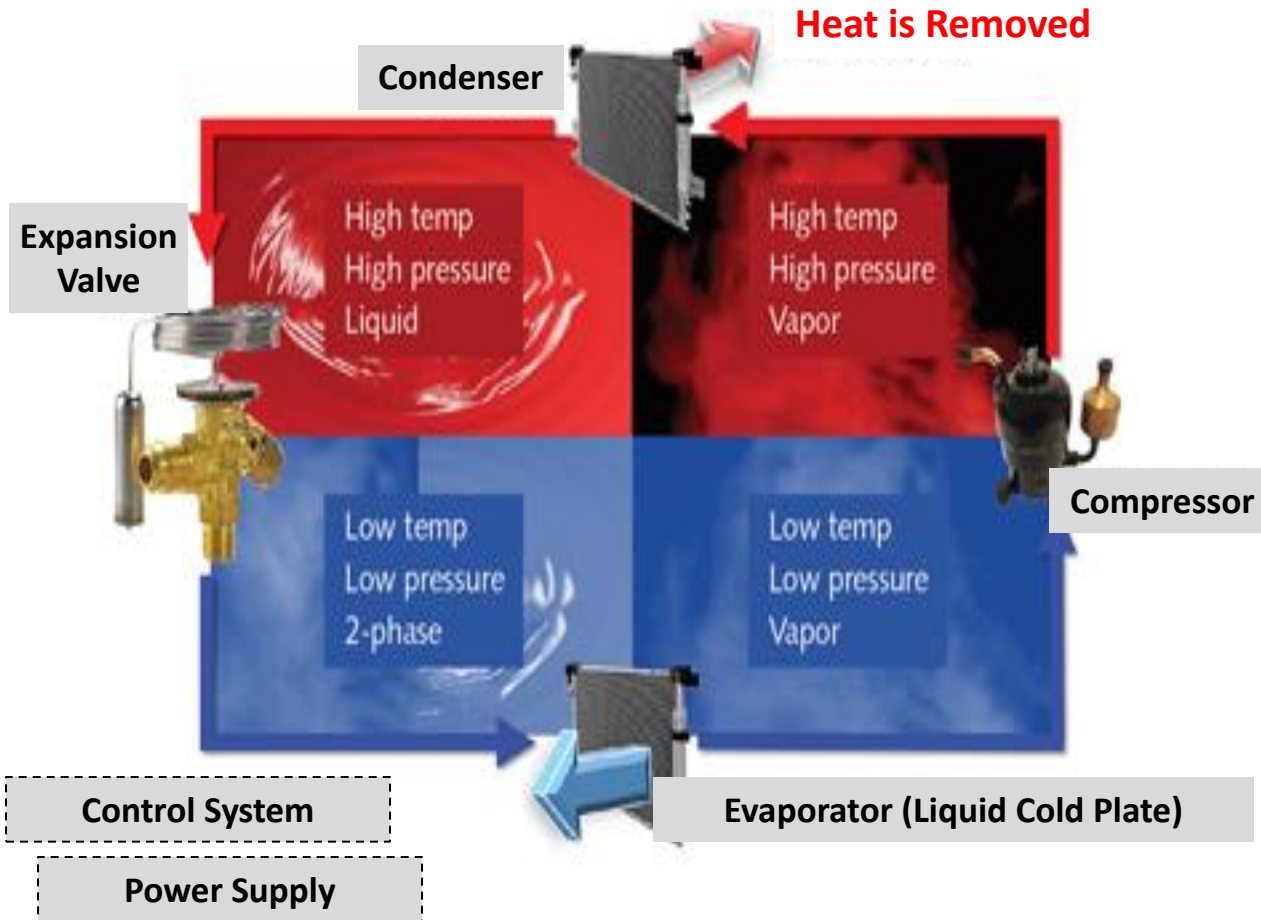 Heat is Removed
Condenser
Expansion
Valve
High temp
High pressure
Liquid
High temp
High pressure
Vapor
Compressor
Low temp
Low pressure
2-phase
Low temp
Low pressure
Vapor
Control System
Evaporator (Liquid Cold Plate)
Power Supply